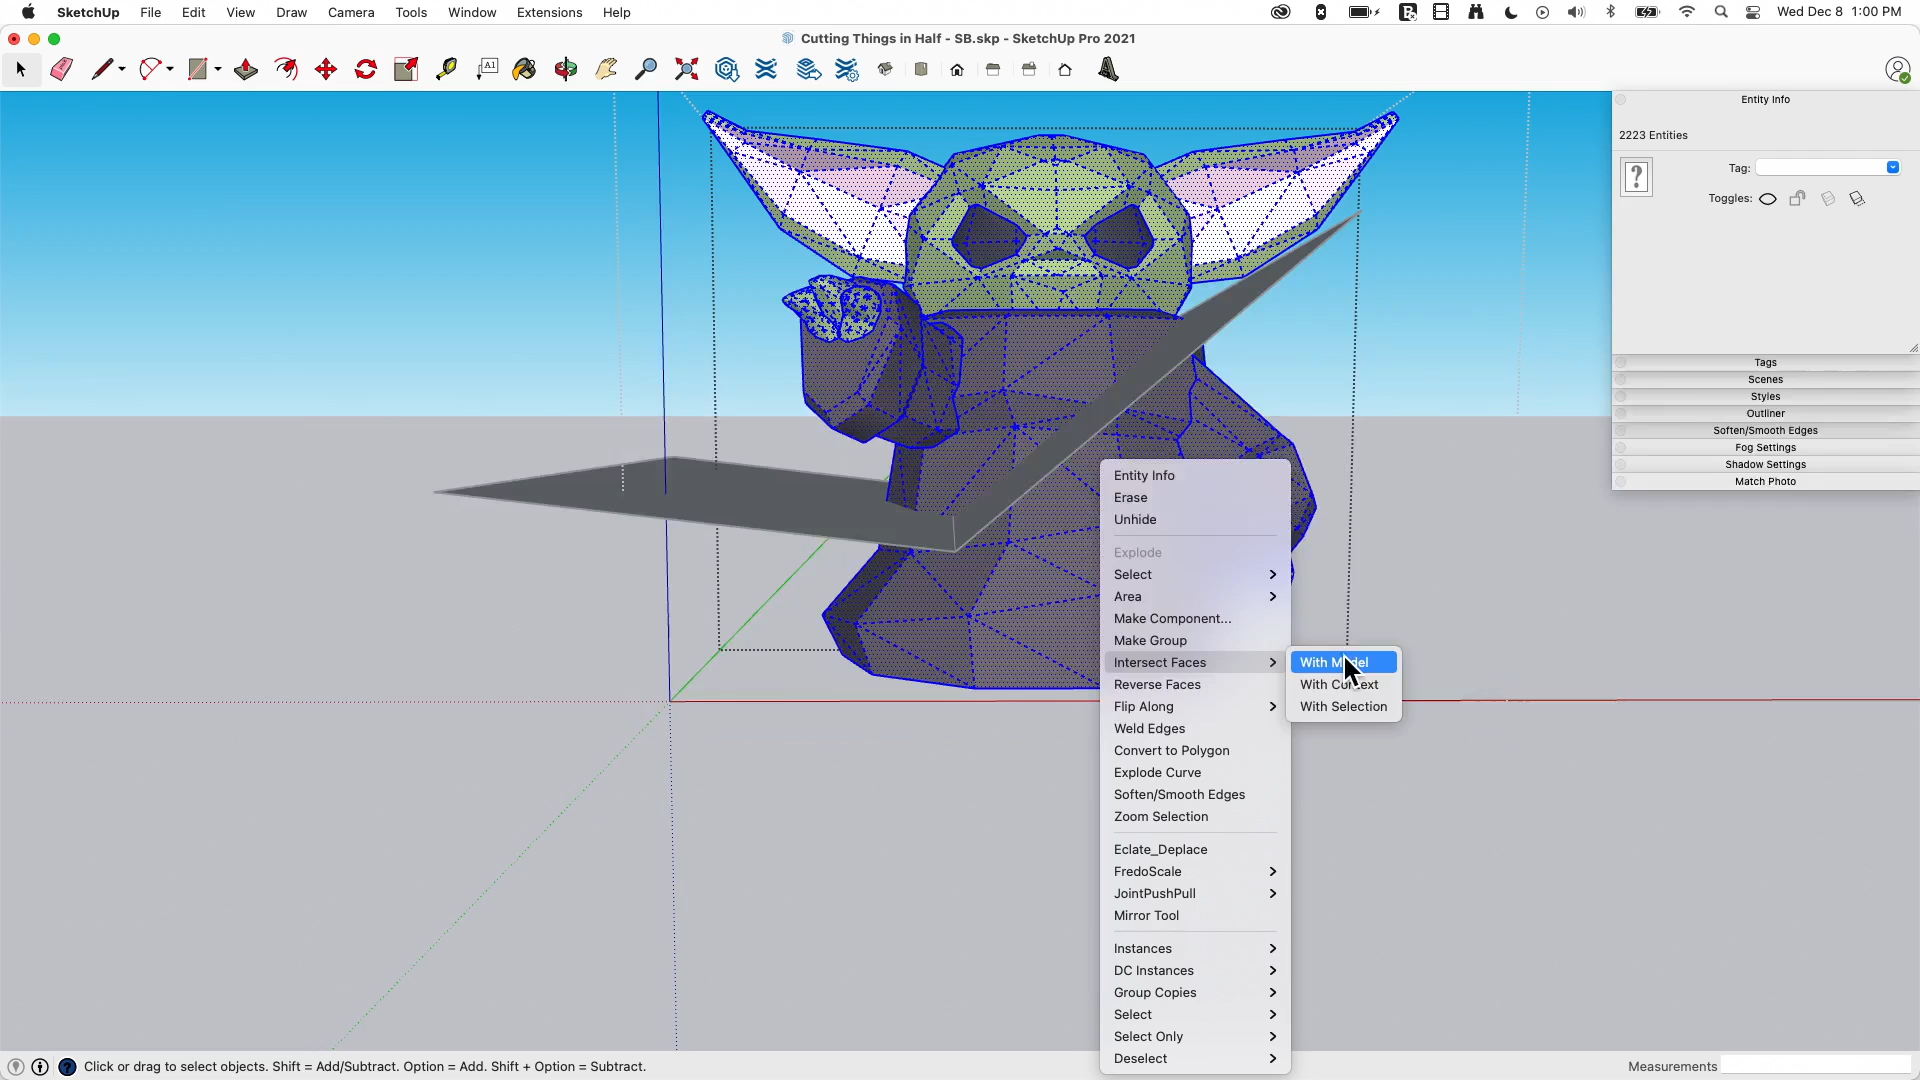 SketchUp File Edit View Draw Camera Tools Window Extensions Help
Wed Dec 8 1:00 PM
Cutting Things in Half - SB.skp - SketchUp Pro 2021
A1
Entity Info
2223 Entities
?
Tag:
Toggles:
Tags
Scenes
Styles
Outliner
Soften/Smooth Edges
Fog Settings
Shadow Settings
Match Photo
Entity Info
Erase
Unhide
Explode
Select
Area
Make Component...
Make Group
Intersect Faces
Reverse Faces
Flip Along
Weld Edges
Convert to Polygon
Explode Curve
Soften/Smooth Edges
Zoom Selection
Eclate_Deplace
FredoScale
JointPushPull
Mirror Tool
Instances
DC Instances
Group Copies
Select
Select Only
Deselect
With Model
With Context
With Selection
Click or drag to select objects. Shift = Add/Subtract. Option = Add. Shift + Option = Subtract.
Measurements